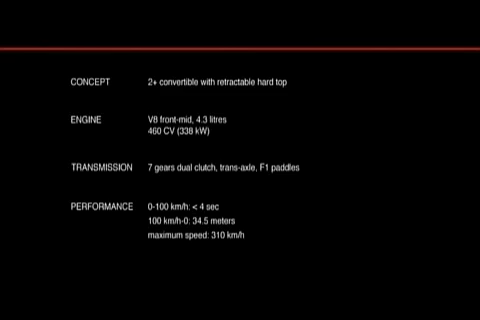 CONCEPT 2+ convertible with retractable hard top
ENGINE V8 front-mid, 4.3 litres
460 CV (338 kW)
TRANSMISSION 7 gears dual clutch, trans-axle, F1 paddles
PERFORMANCE 0-100 km/h: < 4 sec
100 km/h-0: 34.5 meters
maximum speed: 310 km/h